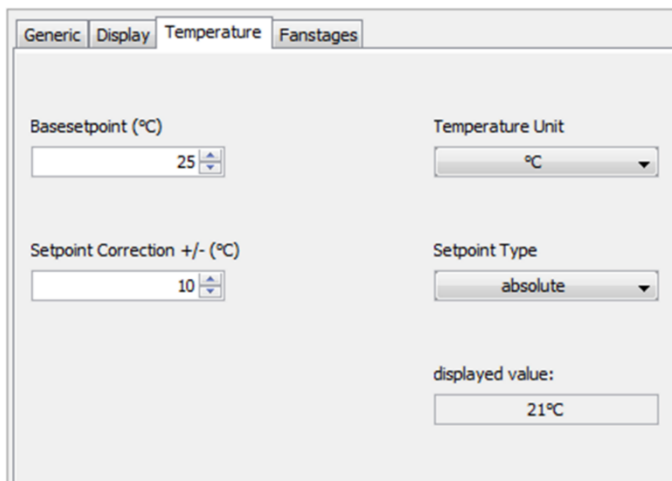 Generic Display Temperature Fanstages
Basesetpoint (°C) Temperature Unit
25 °C
Setpoint Correction +/- (°C) Setpoint Type
10 absolute
displayed value:
21°C